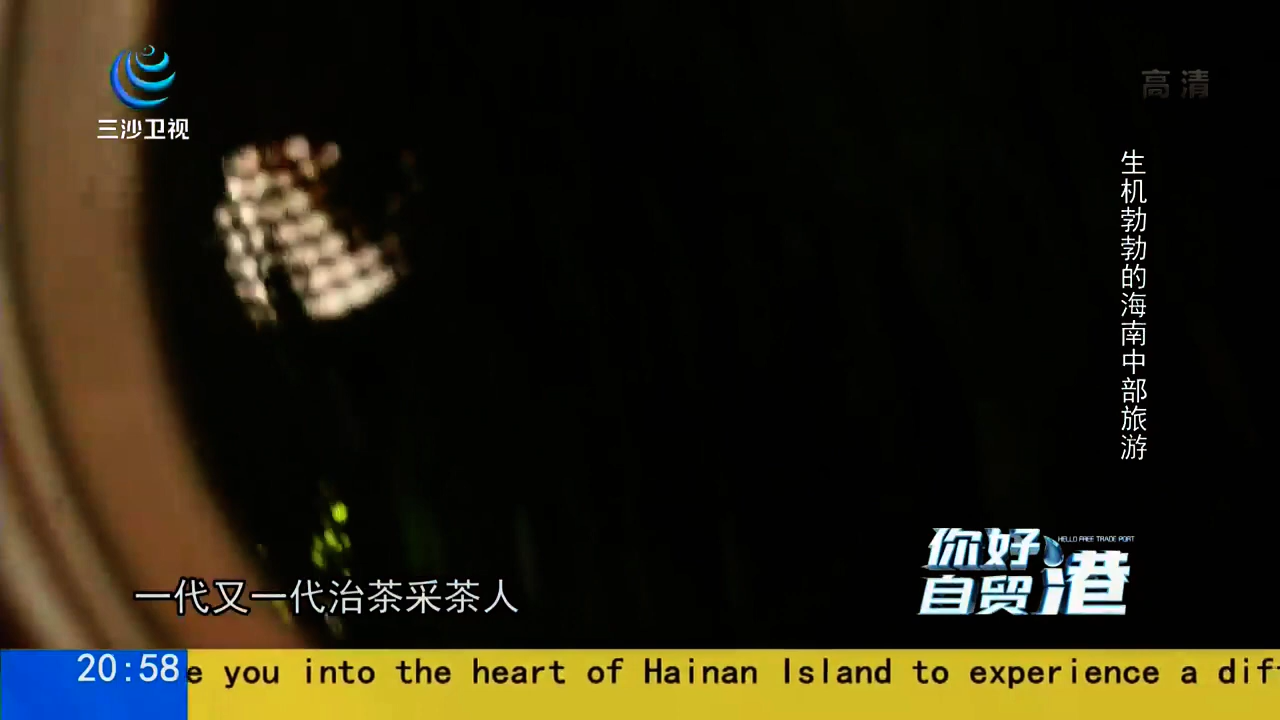 三沙卫视
高清
生机勃勃的海南中部旅游
你好
HELLO FREE TRADE PORT
自贸港
一代又一代治茶采茶人
20:58
e you into the heart of Hainan Island to experience a dif